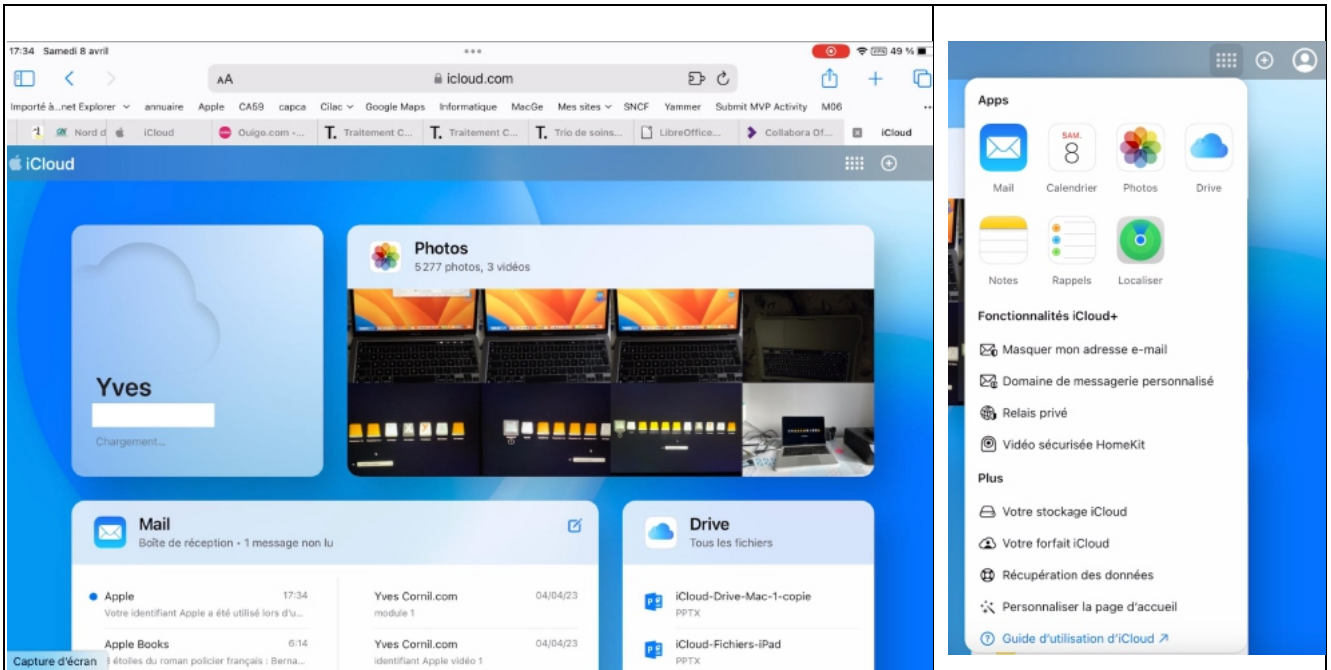 17:34 Samedi 8 avril
VPN 49 %
AA
icloud.com
Importé à...net Explorer annuaire Apple CA59 capca Cilac Google Maps Informatique MacGe Mes sites SNCF Yammer Submit MVP Activity M06
Nord d iCloud Ouigo.com -... T. Traitement C... T. Traitement C... T. Trio de soins... LibreOffice... Collabora Of... iCloud
iCloud
Yves
Chargement...
Photos
5 277 photos, 3 vidéos
Mail
Boîte de réception • 1 message non lu
Apple 17:34
Votre identifiant Apple a été utilisé lors d'u...
Apple Books 6:14
étoiles du roman policier français : Berna...
Capture d'écran
Yves Cornil.com 04/04/23
module 1
Yves Cornil.com 04/04/23
identifiant Apple vidéo 1
Drive
Tous les fichiers
iCloud-Drive-Mac-1-copie
PPTX
iCloud-Fichiers-iPad
PPTX
Apps
SAM.
8
Mail Calendrier Photos Drive
Notes Rappels Localiser
Fonctionnalités iCloud+
Masquer mon adresse e-mail
Domaine de messagerie personnalisé
Relais privé
Vidéo sécurisée HomeKit
Plus
Votre stockage iCloud
Votre forfait iCloud
Récupération des données
Personnaliser la page d'accueil
Guide d'utilisation d'iCloud ↗